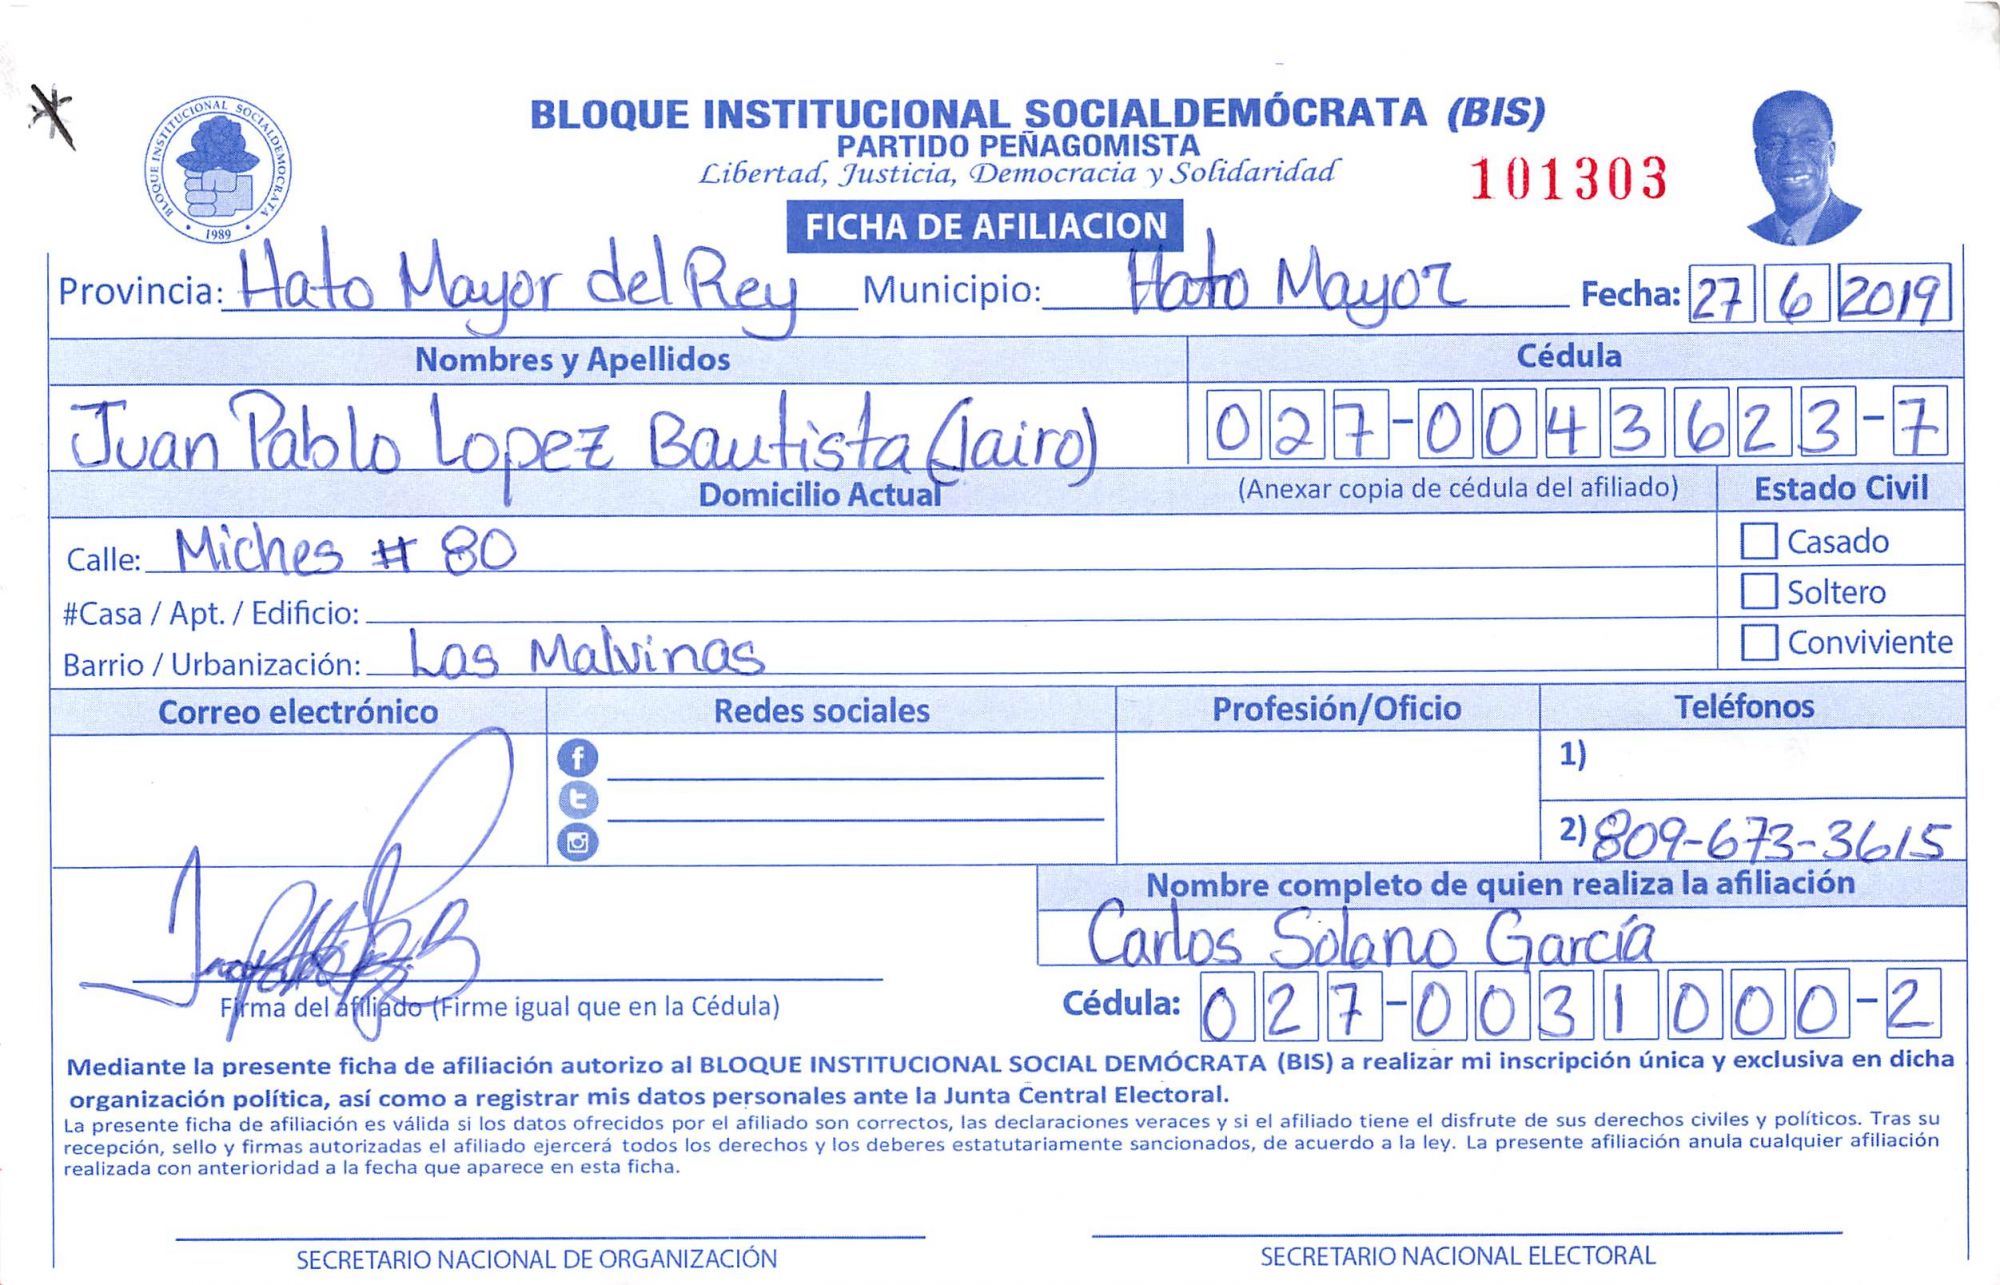 BLOQUE INSTITUCIONAL SOCIALDEMOCRATA
1989
BLOQUE INSTITUCIONAL SOCIALDEMÓCRATA (BIS)
PARTIDO PEÑAGOMISTA
Libertad, Justicia, Democracia y Solidaridad
101303
FICHA DE AFILIACION
Provincia: Hato Mayor del Rey Municipio: Hato Mayor Fecha: 27 6 2019
Nombres y Apellidos Cédula
Juan Pablo Lopez Bautista (Jairo) 027-0043623-7
Domicilio Actual (Anexar copia de cédula del afiliado) Estado Civil
Calle: Miches # 80 Casado
#Casa / Apt. / Edificio: Soltero
Barrio / Urbanización: Las Malvinas Conviviente
Correo electrónico Redes sociales Profesión/Oficio Teléfonos
1)
2) 809-673-3615
Nombre completo de quien realiza la afiliación
Carlos Solano García
Firma del afiliado (Firme igual que en la Cédula) Cédula: 027-0031000-2
Mediante la presente ficha de afiliación autorizo al BLOQUE INSTITUCIONAL SOCIAL DEMÓCRATA (BIS) a realizar mi inscripción única y exclusiva en dicha
organización política, así como a registrar mis datos personales ante la Junta Central Electoral.
La presente ficha de afiliación es válida si los datos ofrecidos por el afiliado son correctos, las declaraciones veraces y si el afiliado tiene el disfrute de sus derechos civiles y políticos. Tras su
recepción, sello y firmas autorizadas el afiliado ejercerá todos los derechos y los deberes estatutariamente sancionados, de acuerdo a la ley. La presente afiliación anula cualquier afiliación
realizada con anterioridad a la fecha que aparece en esta ficha.
SECRETARIO NACIONAL DE ORGANIZACIÓN SECRETARIO NACIONAL ELECTORAL